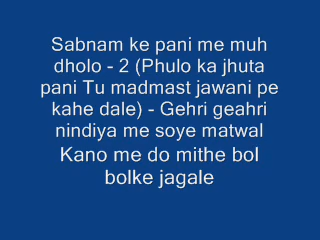 Sabnam ke pani me muh
dholo - 2 (Phulo ka jhuta
pani Tu madmast jawani pe
kahe dale) - Gehri geahri
nindiya me soye matwal
Kano me do mithe bol
bolke jagale